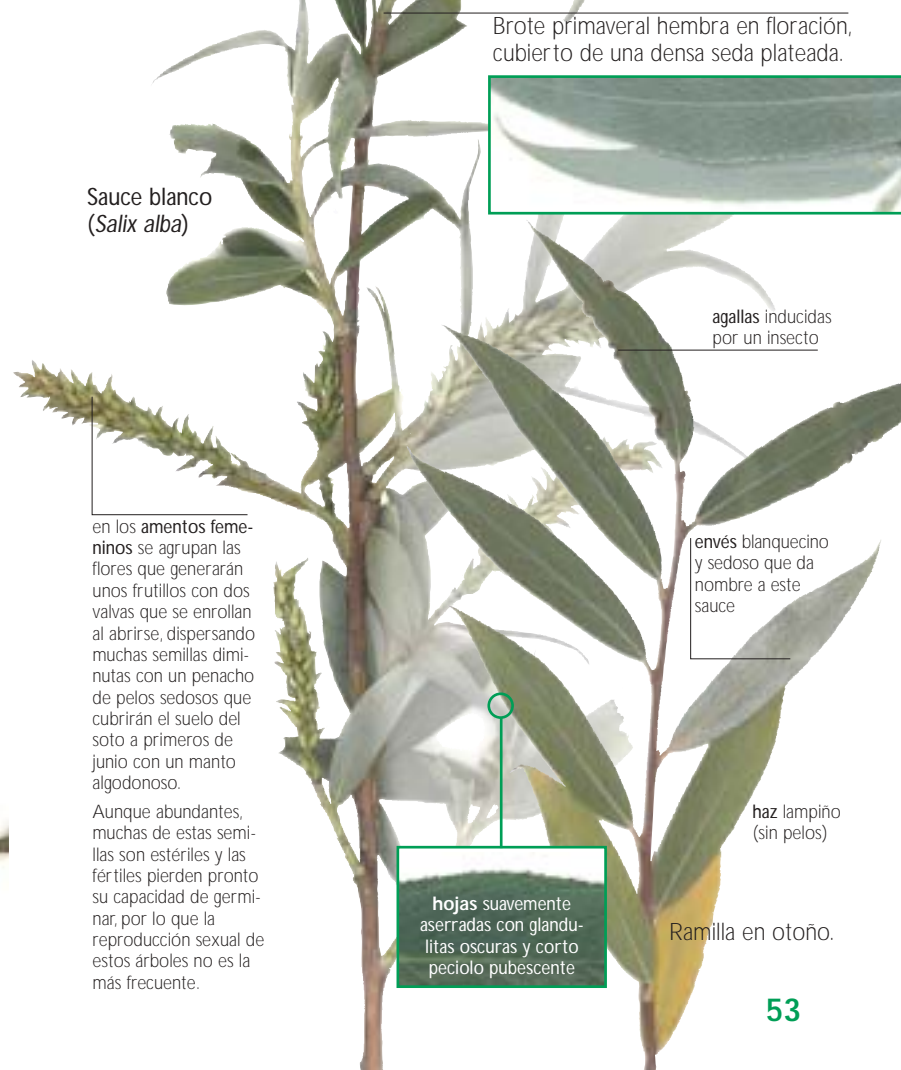 Brote primaveral hembra en floración,
cubierto de una densa seda plateada.
Sauce blanco
(Salix alba)
agallas inducidas
por un insecto
en los amentos feme-
ninos se agrupan las
flores que generarán
unos frutillos con dos
valvas que se enrollan
al abrirse, dispersando
muchas semillas dimi-
nutas con un penacho
de pelos sedosos que
cubrirán el suelo del
soto a primeros de
junio con un manto
algodonoso.
Aunque abundantes,
muchas de estas semi-
llas son estériles y las
fértiles pierden pronto
su capacidad de germi-
nar, por lo que la
reproducción sexual de
estos árboles no es la
más frecuente.
envés blanquecino
y sedoso que da
nombre a este
sauce
haz lampiño
(sin pelos)
hojas suavemente
aserradas con glandu-
litas oscuras y corto
peciolo pubescente
Ramilla en otoño.
53